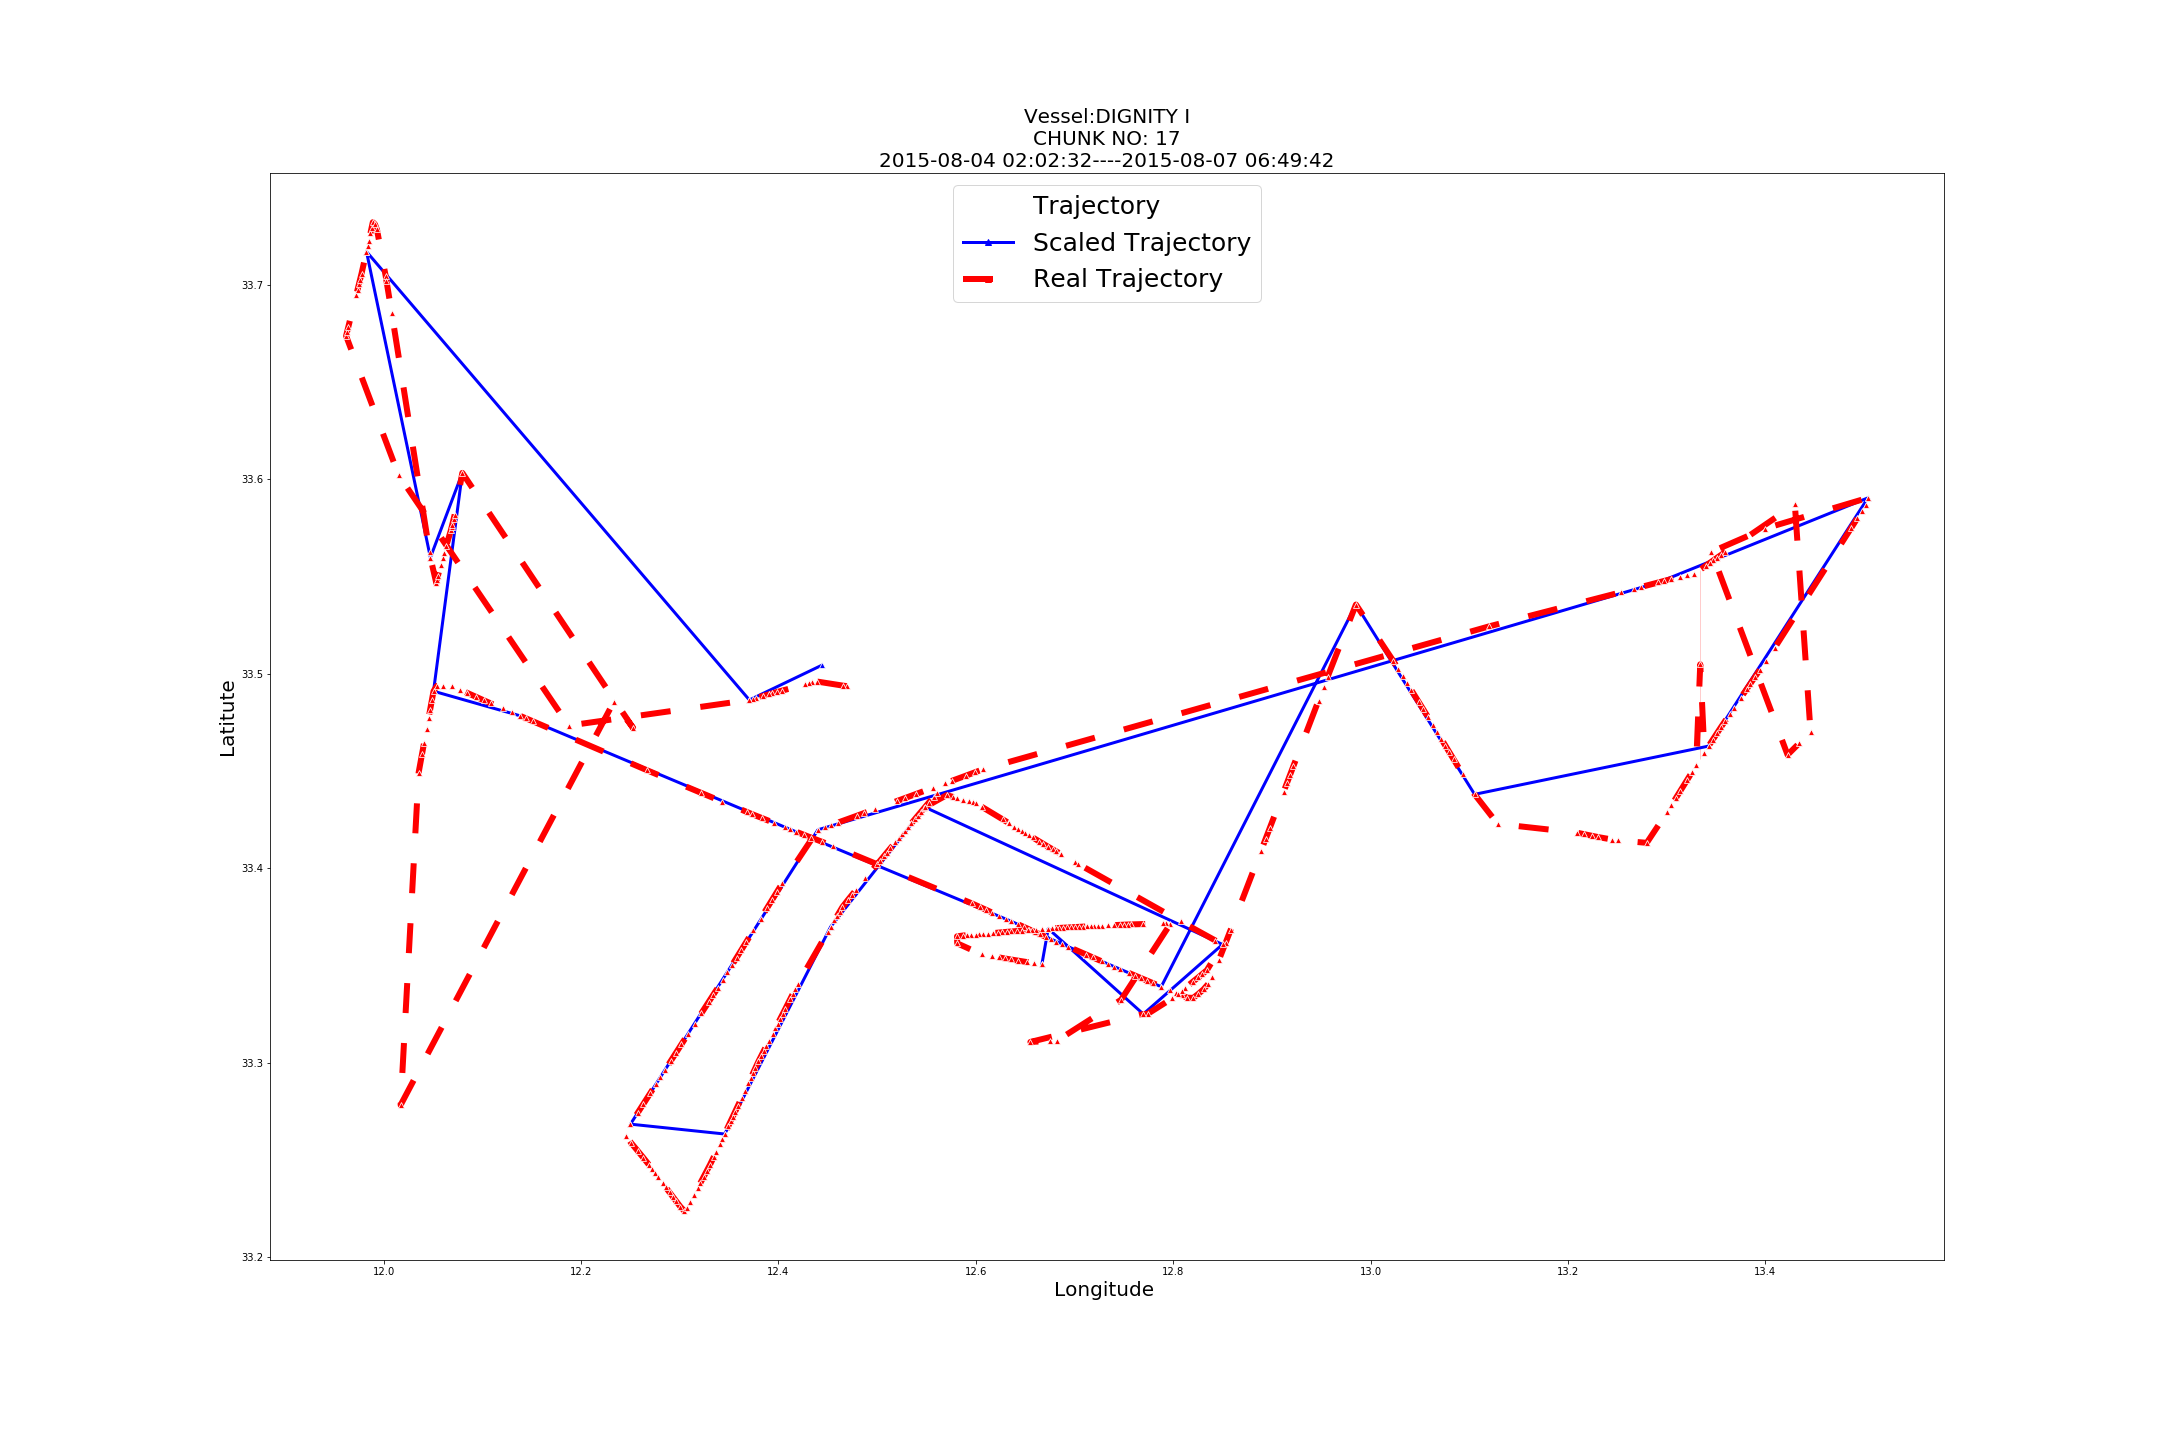 Vessel:DIGNITY I
CHUNK NO: 17
2015-08-04 02:02:32----2015-08-07 06:49:42
Trajectory
Scaled Trajectory
Real Trajectory
33.7
33.6
33.5
33.4
33.3
33.2
Latitute
12.0 12.2 12.4 12.6 12.8 13.0 13.2 13.4
Longitude